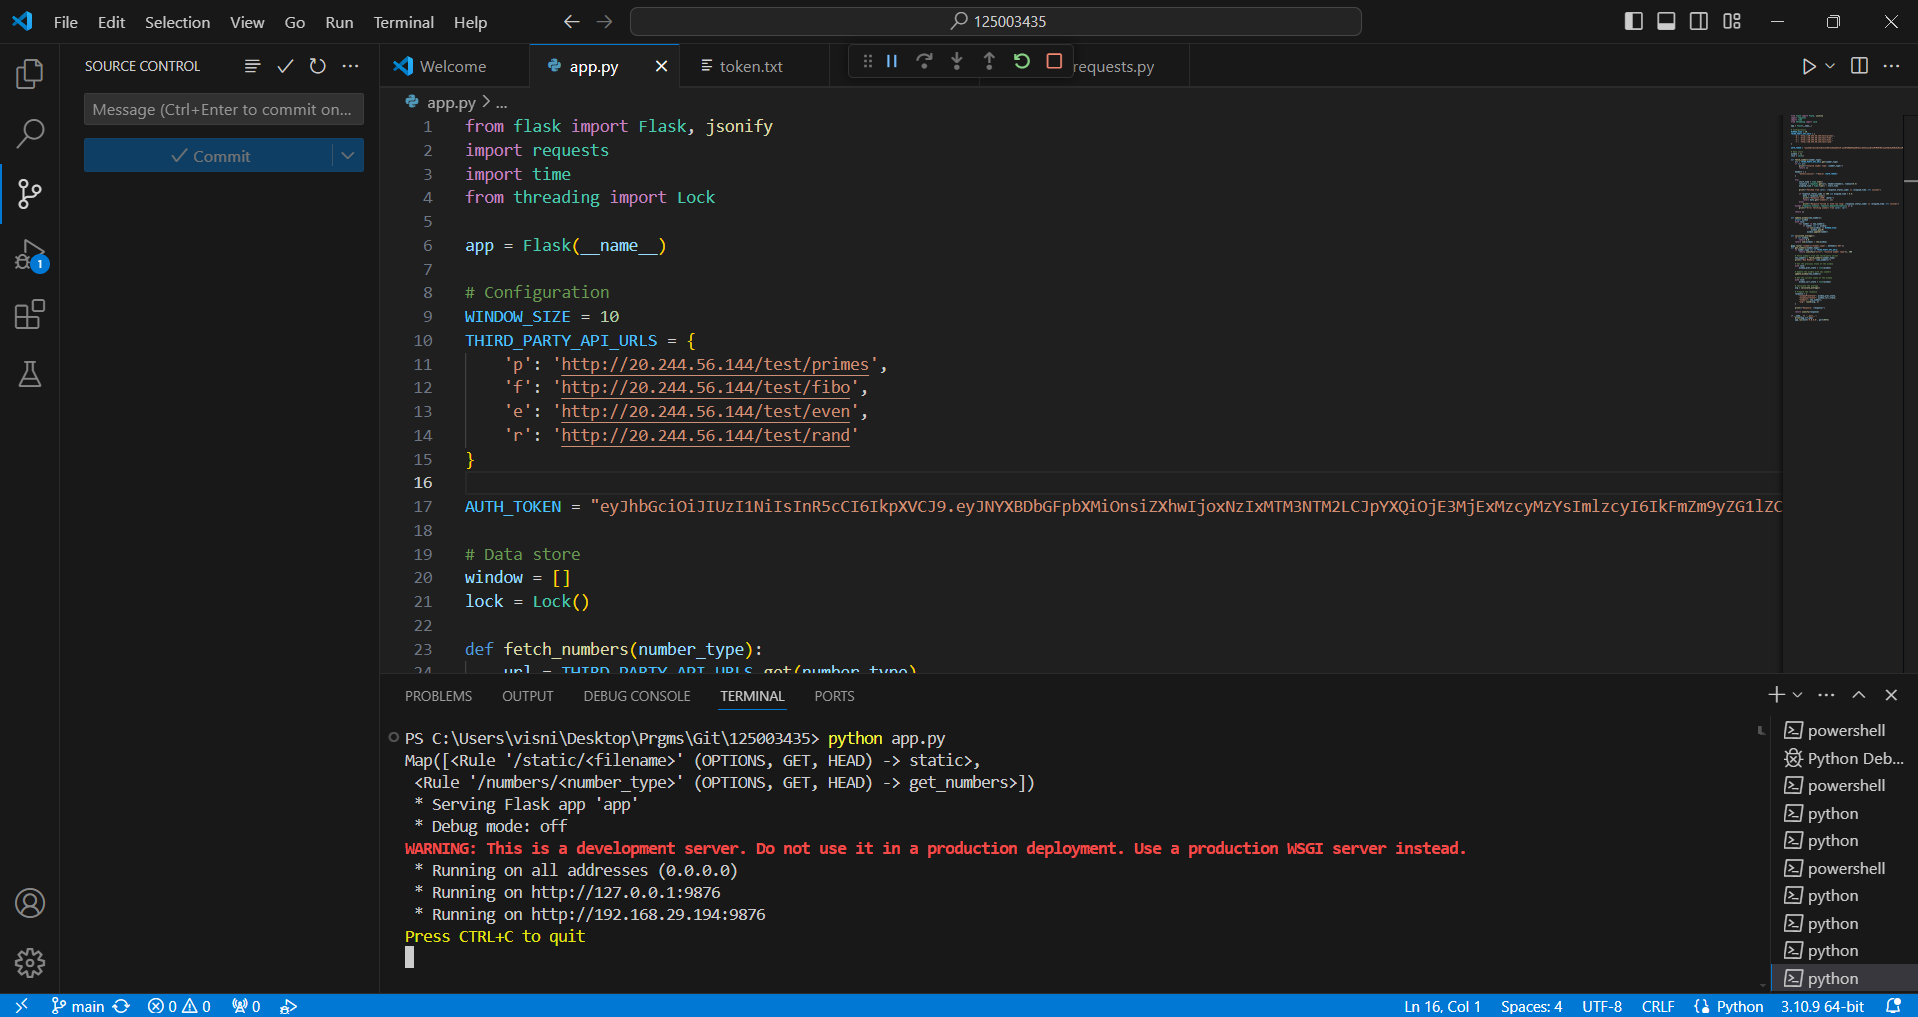 File Edit Selection View Go Run Terminal Help
125003435
SOURCE CONTROL
Message (Ctrl+Enter to commit on...
Commit
1
Welcome
app.py
token.txt
requests.py
app.py > ...
1 from flask import Flask, jsonify
2 import requests
3 import time
4 from threading import Lock
5
6 app = Flask(__name__)
7
8 # Configuration
9 WINDOW_SIZE = 10
10 THIRD_PARTY_API_URLS = {
11 'p': 'http://20.244.56.144/test/primes',
12 'f': 'http://20.244.56.144/test/fibo',
13 'e': 'http://20.244.56.144/test/even',
14 'r': 'http://20.244.56.144/test/rand'
15 }
16
17 AUTH_TOKEN = "eyJhbGciOiJIUzI1NiIsInR5cCI6IkpXVCJ9.eyJNYXBDbGFpbXMiOnsiZXhwIjoxNzIxMTM3NTM2LCJpYXQiOjE3MjExMzcyMzYsImlzcyI6IkFmZm9yZG1lZC
18
19 # Data store
20 window = []
21 lock = Lock()
22
23 def fetch_numbers(number_type):
24 url = THIRD_PARTY_API_URLS.get(number_type)
PROBLEMS OUTPUT DEBUG CONSOLE TERMINAL PORTS
PS C:\Users\visni\Desktop\Prgms\Git\125003435> python app.py
Map([<Rule '/static/<filename>' (OPTIONS, GET, HEAD) -> static>,
<Rule '/numbers/<number_type>' (OPTIONS, GET, HEAD) -> get_numbers>])
* Serving Flask app 'app'
* Debug mode: off
WARNING: This is a development server. Do not use it in a production deployment. Use a production WSGI server instead.
* Running on all addresses (0.0.0.0)
* Running on http://127.0.0.1:9876
* Running on http://192.168.29.194:9876
Press CTRL+C to quit
powershell
Python Deb...
powershell
python
python
powershell
python
python
python
python
main 0 0 0
Ln 16, Col 1 Spaces: 4 UTF-8 CRLF Python 3.10.9 64-bit